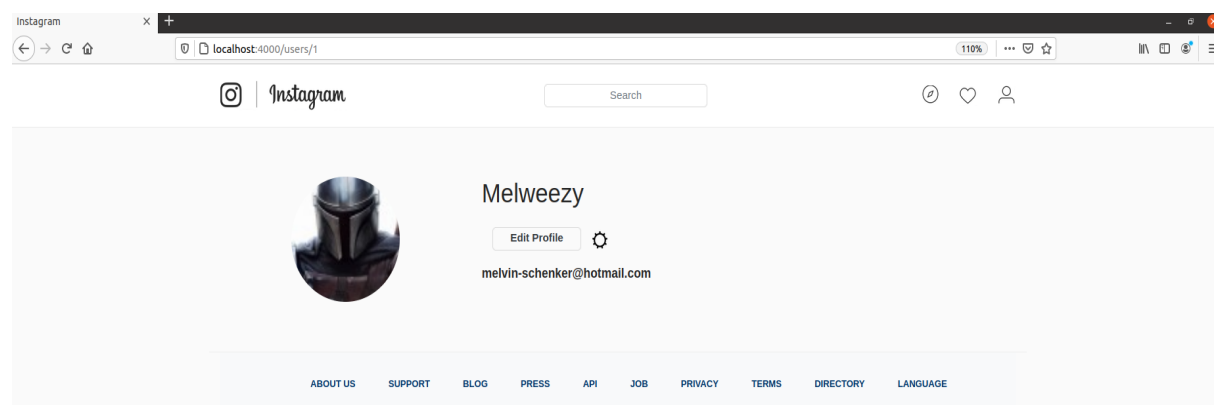 Instagram
localhost:4000/users/1 110%
Instagram Search
Melweezy
Edit Profile
melvin-schenker@hotmail.com
ABOUT US SUPPORT BLOG PRESS API JOB PRIVACY TERMS DIRECTORY LANGUAGE